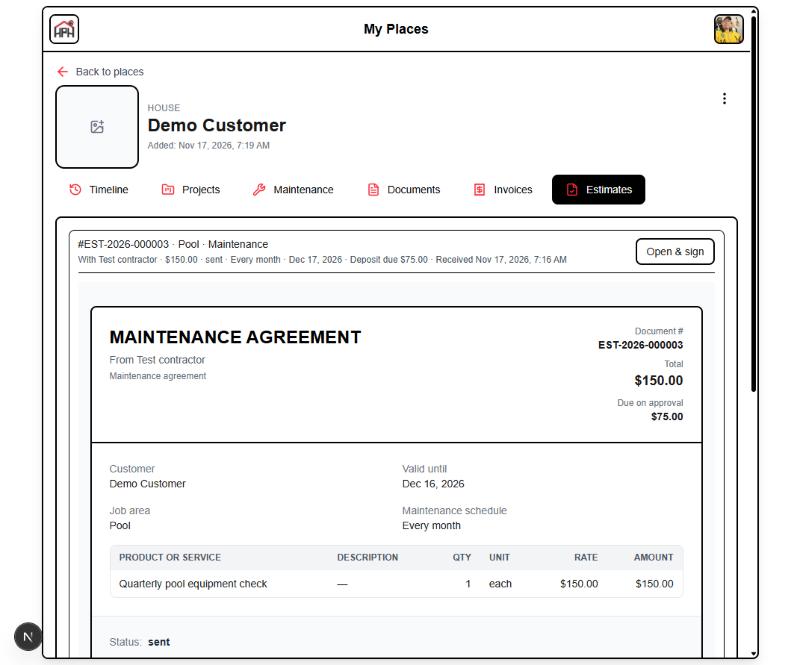 HPH
My Places
Back to places
HOUSE
Demo Customer
Added: Nov 17, 2026, 7:19 AM
Timeline
Projects
Maintenance
Documents
Invoices
Estimates
#EST-2026-000003 · Pool · Maintenance
With Test contractor · $150.00 · sent · Every month · Dec 17, 2026 · Deposit due $75.00 · Received Nov 17, 2026, 7:16 AM
Open & sign
MAINTENANCE AGREEMENT
From Test contractor
Maintenance agreement
Document #
EST-2026-000003
Total
$150.00
Due on approval
$75.00
Customer
Demo Customer
Valid until
Dec 16, 2026
Job area
Pool
Maintenance schedule
Every month
PRODUCT OR SERVICE DESCRIPTION QTY UNIT RATE AMOUNT
Quarterly pool equipment check — 1 each $150.00 $150.00
Status: sent
N